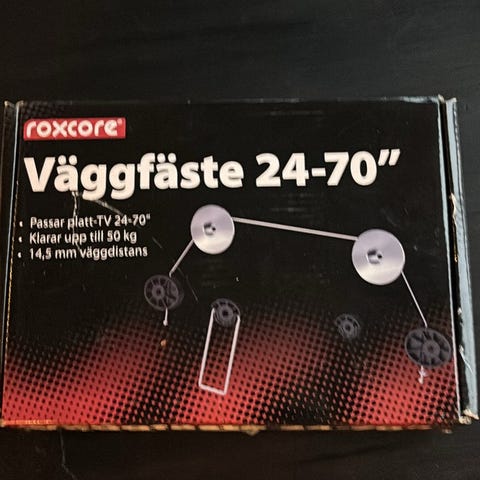 roxcore®
Väggfäste 24-70”
• Passar platt-TV 24-70"
• Klarar upp till 50 kg
• 14,5 mm väggdistans